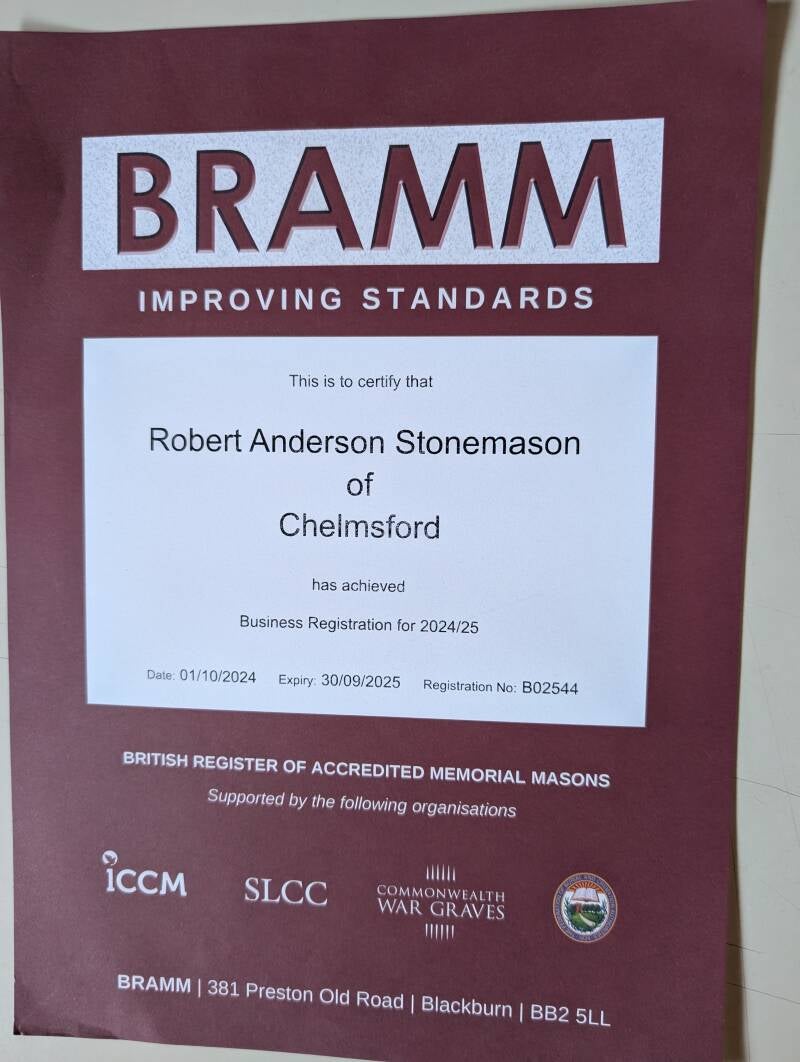 BRAMM
IMPROVING STANDARDS
This is to certify that
Robert Anderson Stonemason
of
Chelmsford
has achieved
Business Registration for 2024/25
Date: 01/10/2024 Expiry: 30/09/2025 Registration No: B02544
BRITISH REGISTER OF ACCREDITED MEMORIAL MASONS
Supported by the following organisations
iCCM
SLCC
COMMONWEALTH
WAR GRAVES
BRAMM | 381 Preston Old Road | Blackburn | BB2 5LL